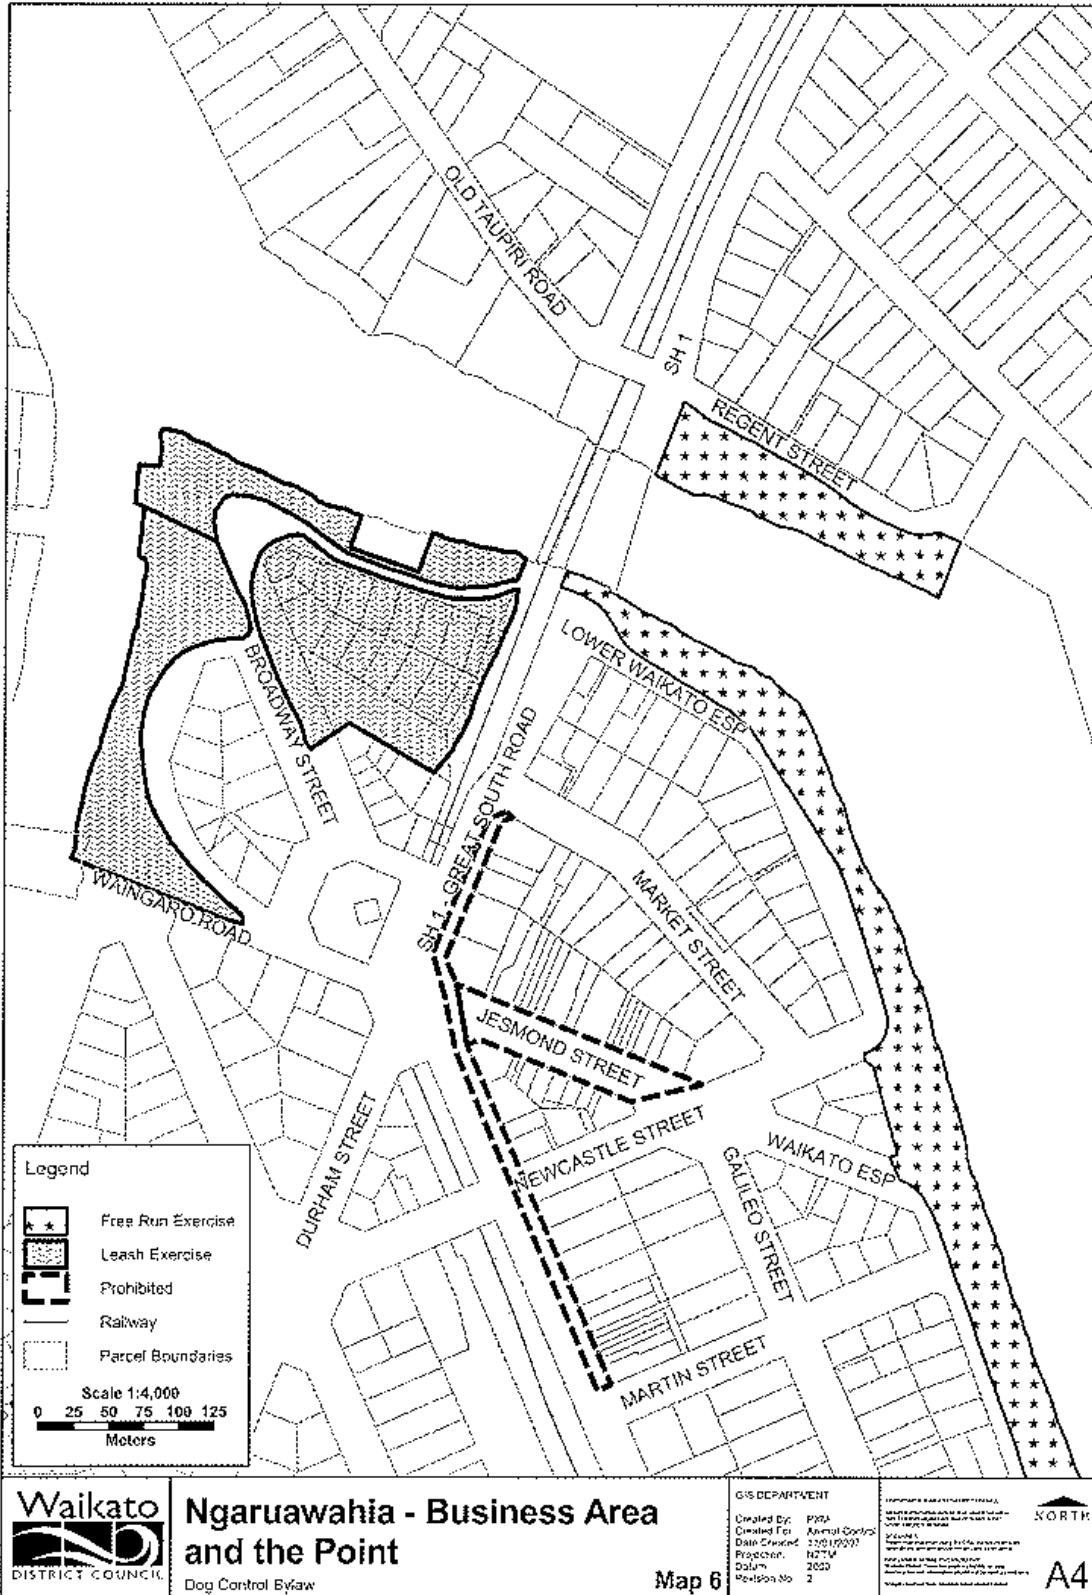 OLD TAUPIRI ROAD
SH 1
REGENT STREET
LOWER WAIKATO ESP
BROADWAY STREET
SH 1 - GREAT SOUTH ROAD
WAINGARO ROAD
MARKET STREET
JESMOND STREET
NEWCASTLE STREET
WAIKATO ESP
GALILEO STREET
DURHAM STREET
MARTIN STREET
Legend
Free Run Exercise
Leash Exercise
Prohibited
Railway
Parcel Boundaries
Scale 1:4,000
0 25 50 75 100 125
Meters
Waikato
DISTRICT COUNCIL
Ngaruawahia - Business Area
and the Point
Dog Control Bylaw
Map 6
GIS DEPARTMENT
Created By:
Created For: Animal Control
Date Created:
Projection: NZTM
Datum: 2000
Revision No: 2
NORTH
A4